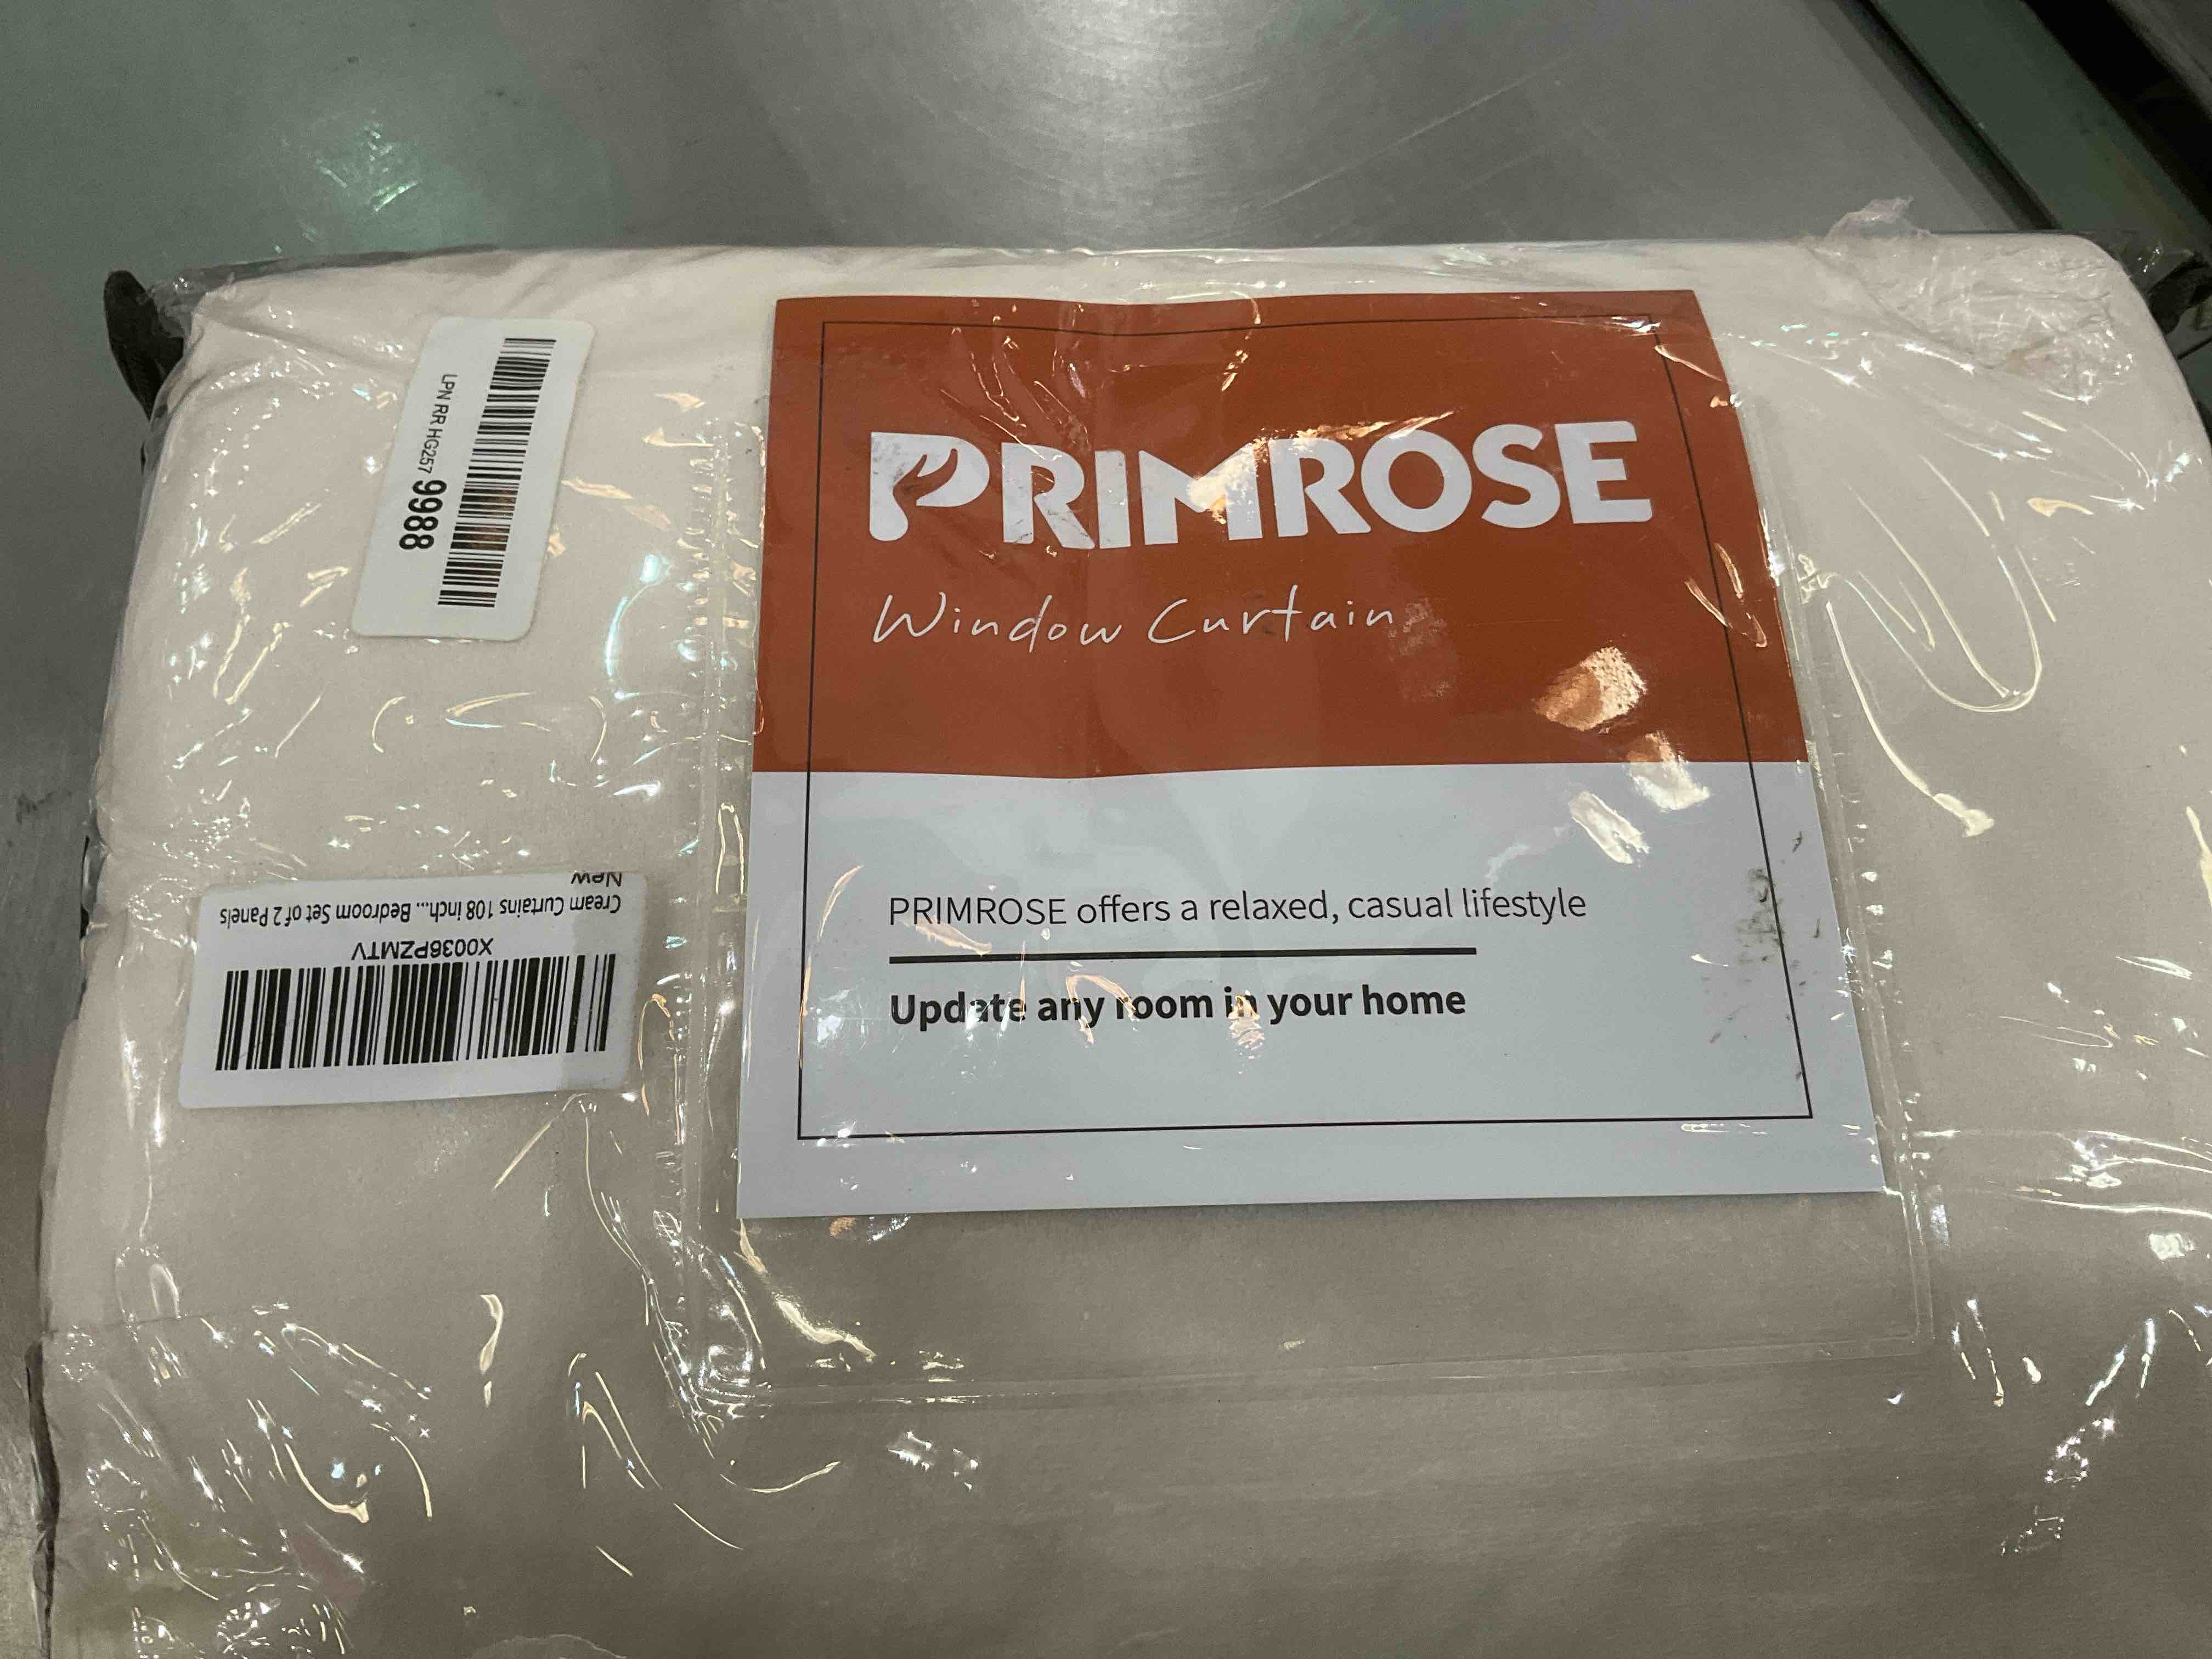 LPN RR HG257 9988
PRIMROSE
Window Curtain
PRIMROSE offers a relaxed, casual lifestyle
Update any room in your home
X0036PZMTV
Cream Curtains 108 inch... Bedroom Set of 2 Panels
New